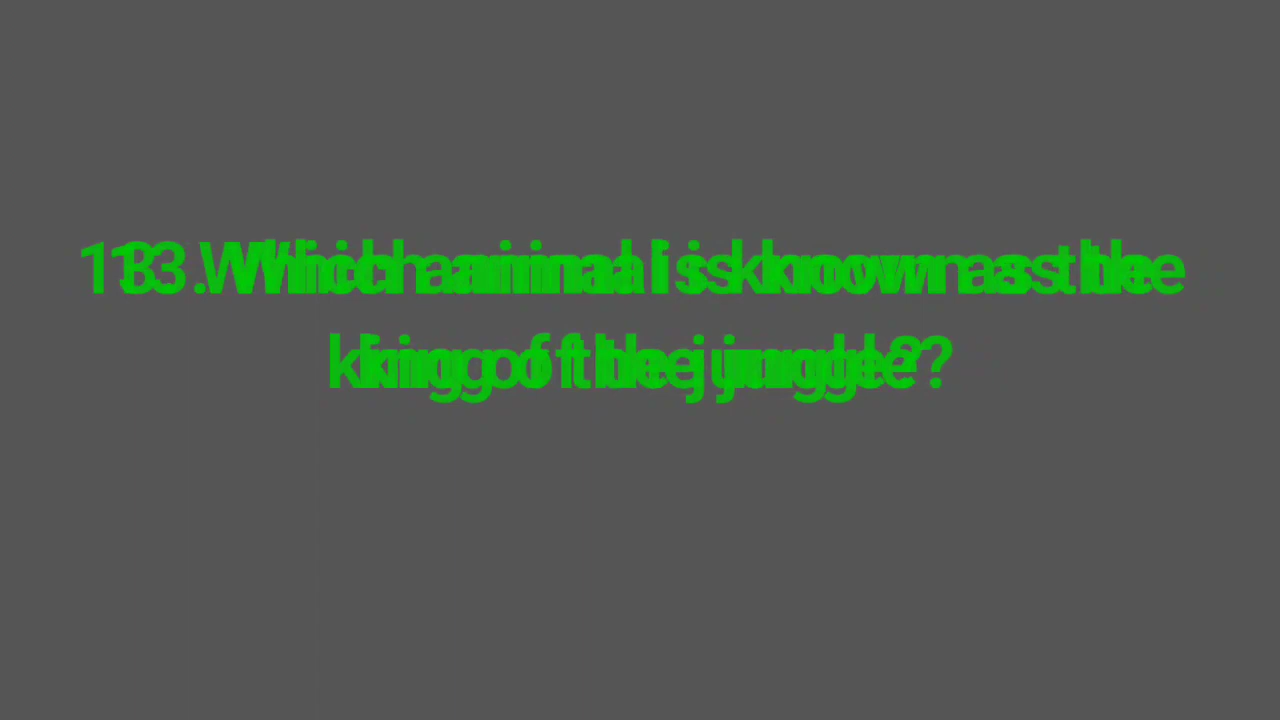 13. Which animal is known as the
king of the jungle?